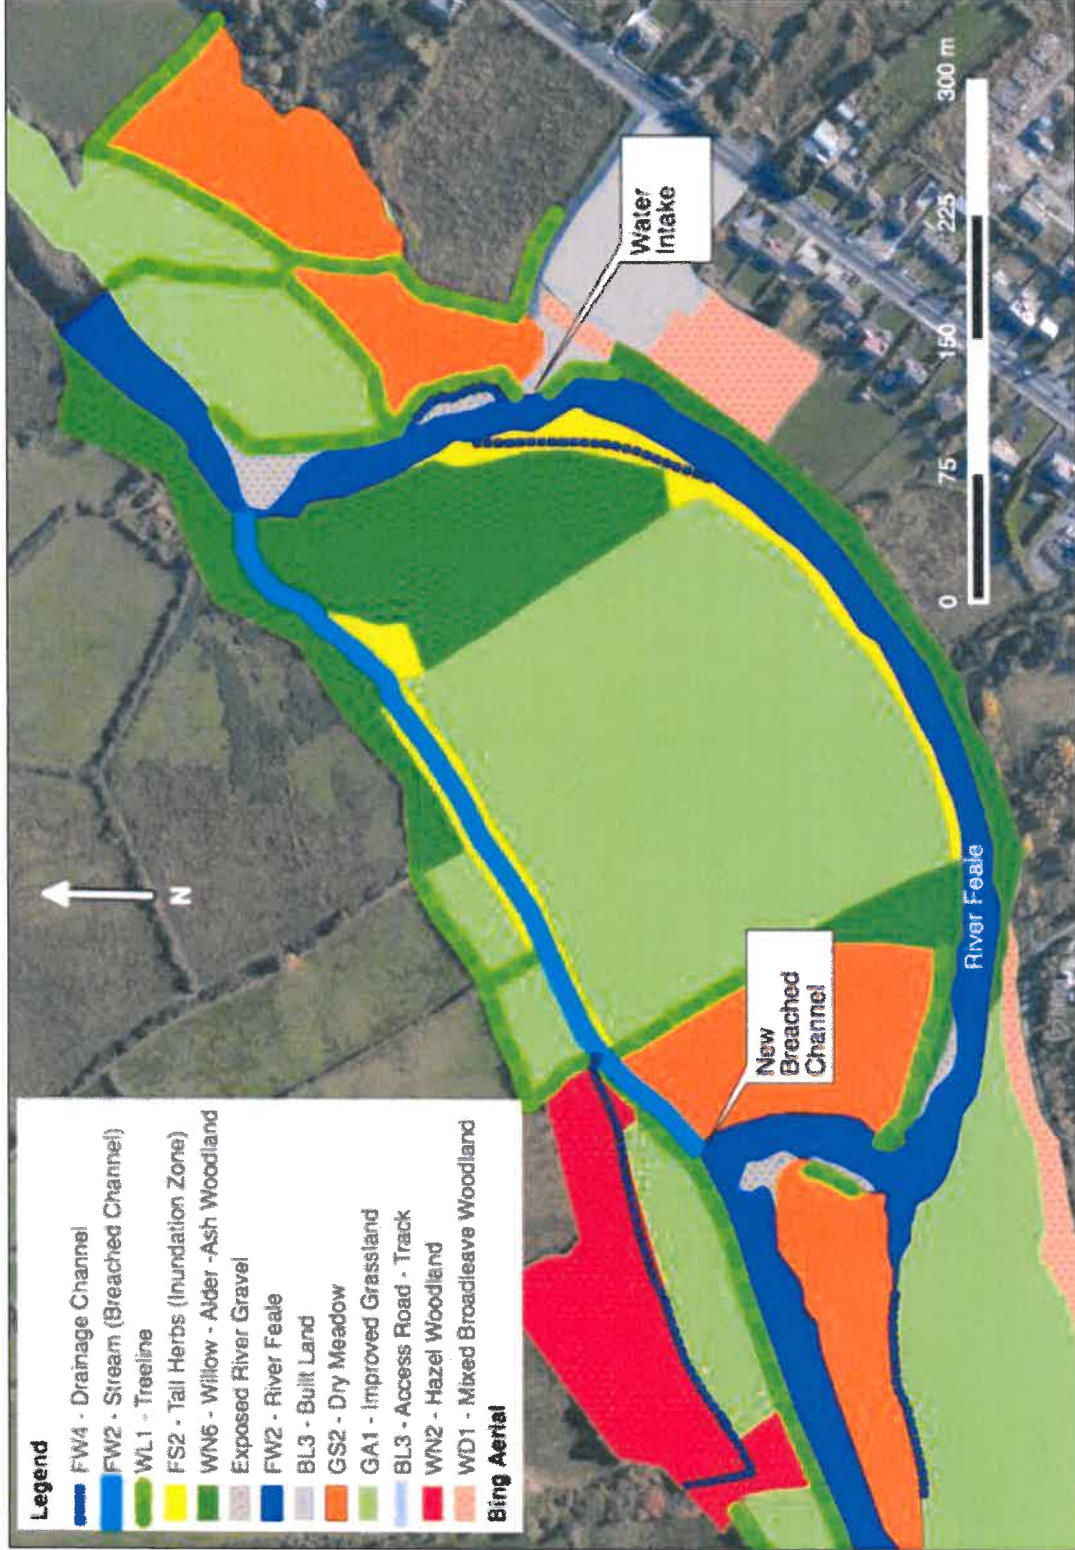 Legend
FW4 - Drainage Channel
FW2 - Stream (Breached Channel)
WL1 - Treeline
FS2 - Tall Herbs (Inundation Zone)
WN6 - Willow - Alder -Ash Woodland
Exposed River Gravel
FW2 - River Feale
BL3 - Built Land
GS2 - Dry Meadow
GA1 - Improved Grassland
BL3 - Access Road - Track
WN2 - Hazel Woodland
WD1 - Mixed Broadleave Woodland
Bing Aerial
N
New
Breached
Channel
River Feale
Water
Intake
0 75 150 225 300 m